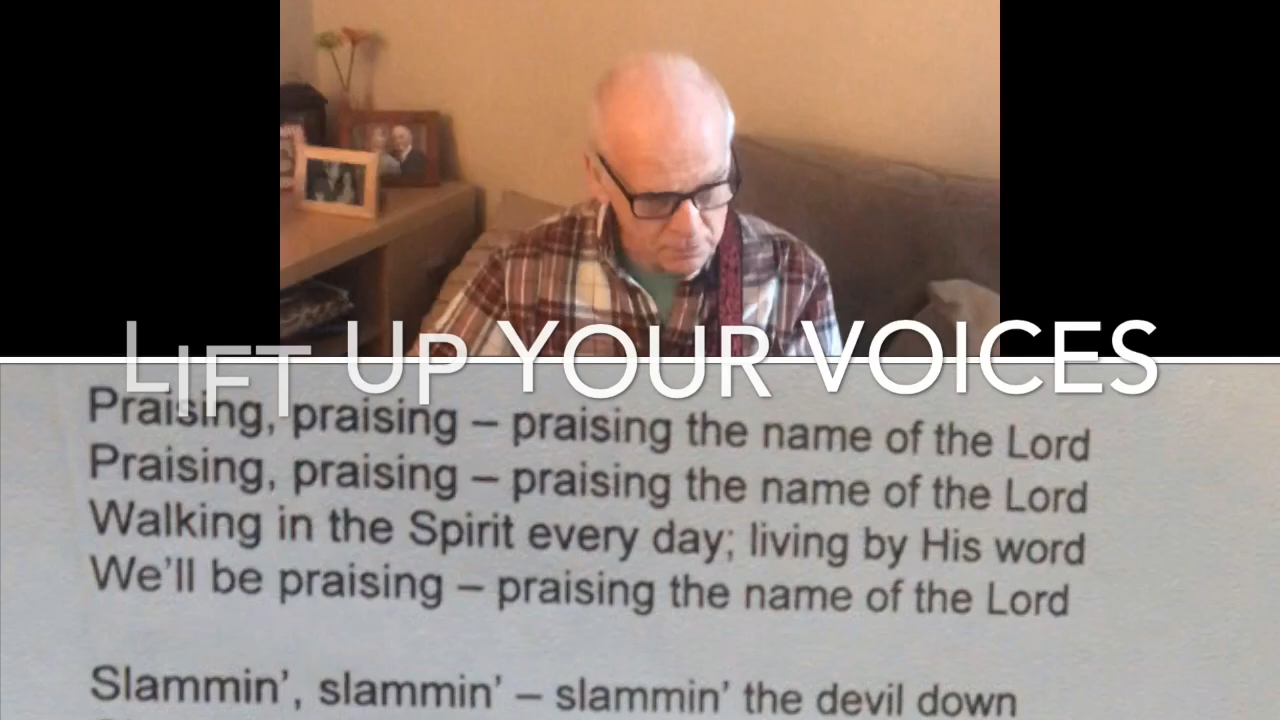 LIFT UP YOUR VOICES
Praising, praising – praising the name of the Lord
Praising, praising – praising the name of the Lord
Walking in the Spirit every day; living by His word
We'll be praising – praising the name of the Lord
Slammin', slammin' – slammin' the devil down